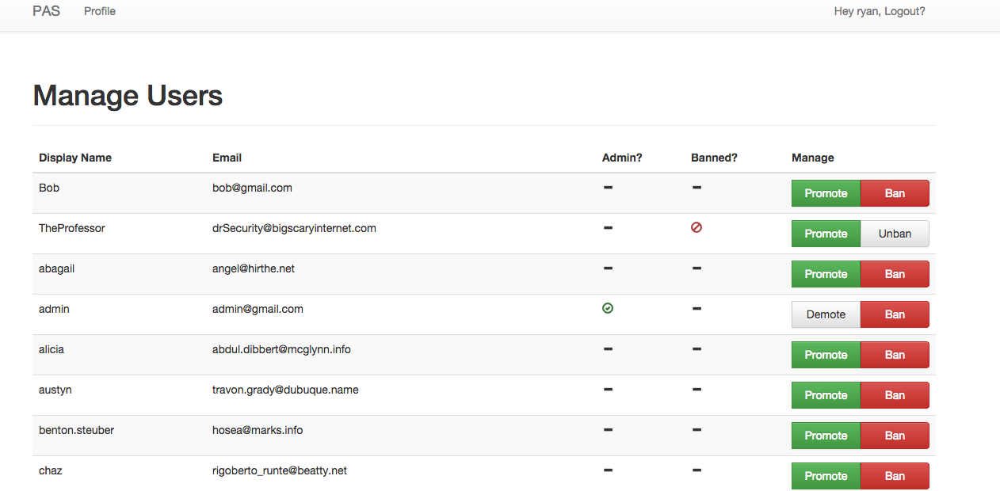 PAS Profile Hey ryan, Logout?
Manage Users
Display Name Email Admin? Banned? Manage
Bob bob@gmail.com Promote Ban
TheProfessor drSecurity@bigscaryinternet.com Promote Unban
abagail angel@hirthe.net Promote Ban
admin admin@gmail.com Demote Ban
alicia abdul.dibbert@mcglynn.info Promote Ban
austyn travon.grady@dubuque.name Promote Ban
benton.steuber hosea@marks.info Promote Ban
chaz rigoberto_runte@beatty.net Promote Ban